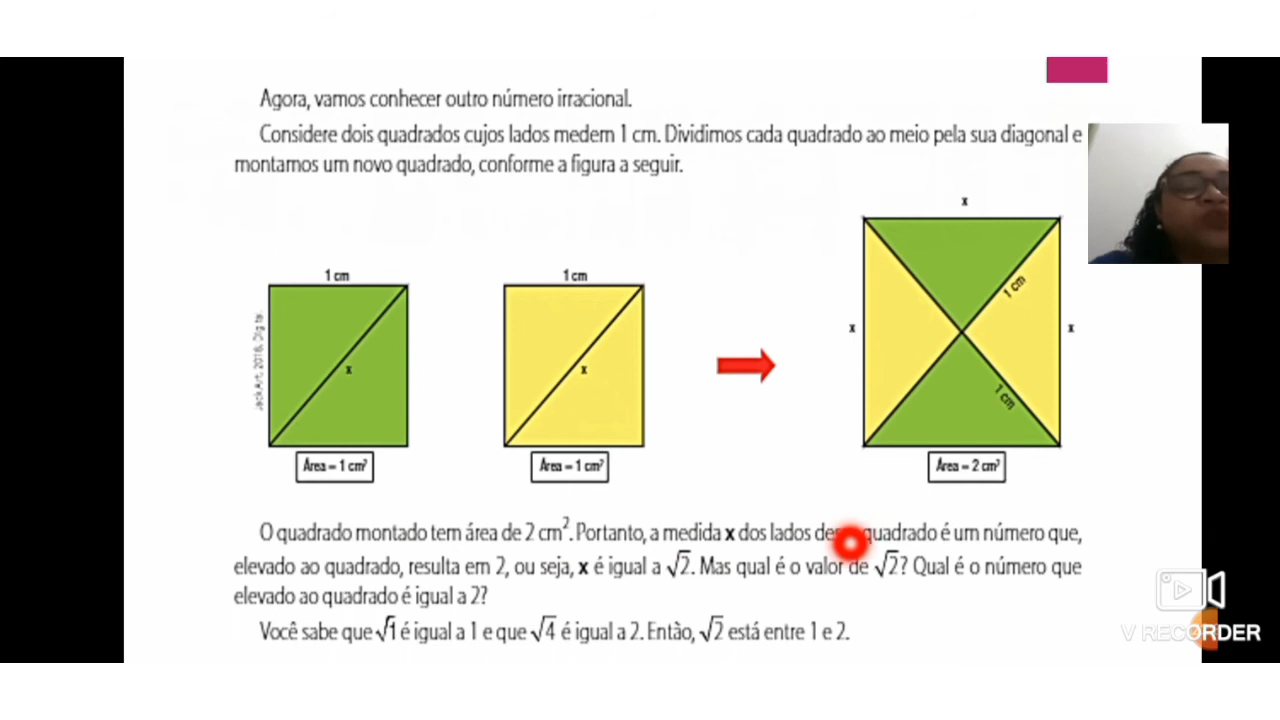 Agora, vamos conhecer outro número irracional.
Considere dois quadrados cujos lados medem 1 cm. Dividimos cada quadrado ao meio pela sua diagonal e
montamos um novo quadrado, conforme a figura a seguir.
x
1 cm
1 cm
1 cm
x
x
x
x
1 cm
JackArt. 2016. Digital.
Área = 1 cm²
Área = 1 cm²
Área = 2 cm²
O quadrado montado tem área de 2 cm². Portanto, a medida x dos lados quadrado é um número que,
elevado ao quadrado, resulta em 2, ou seja, x é igual a √2. Mas qual é o valor de √2? Qual é o número que
elevado ao quadrado é igual a 2?
Você sabe que √1 é igual a 1 e que √4 é igual a 2. Então, √2 está entre 1 e 2.
V RECORDER